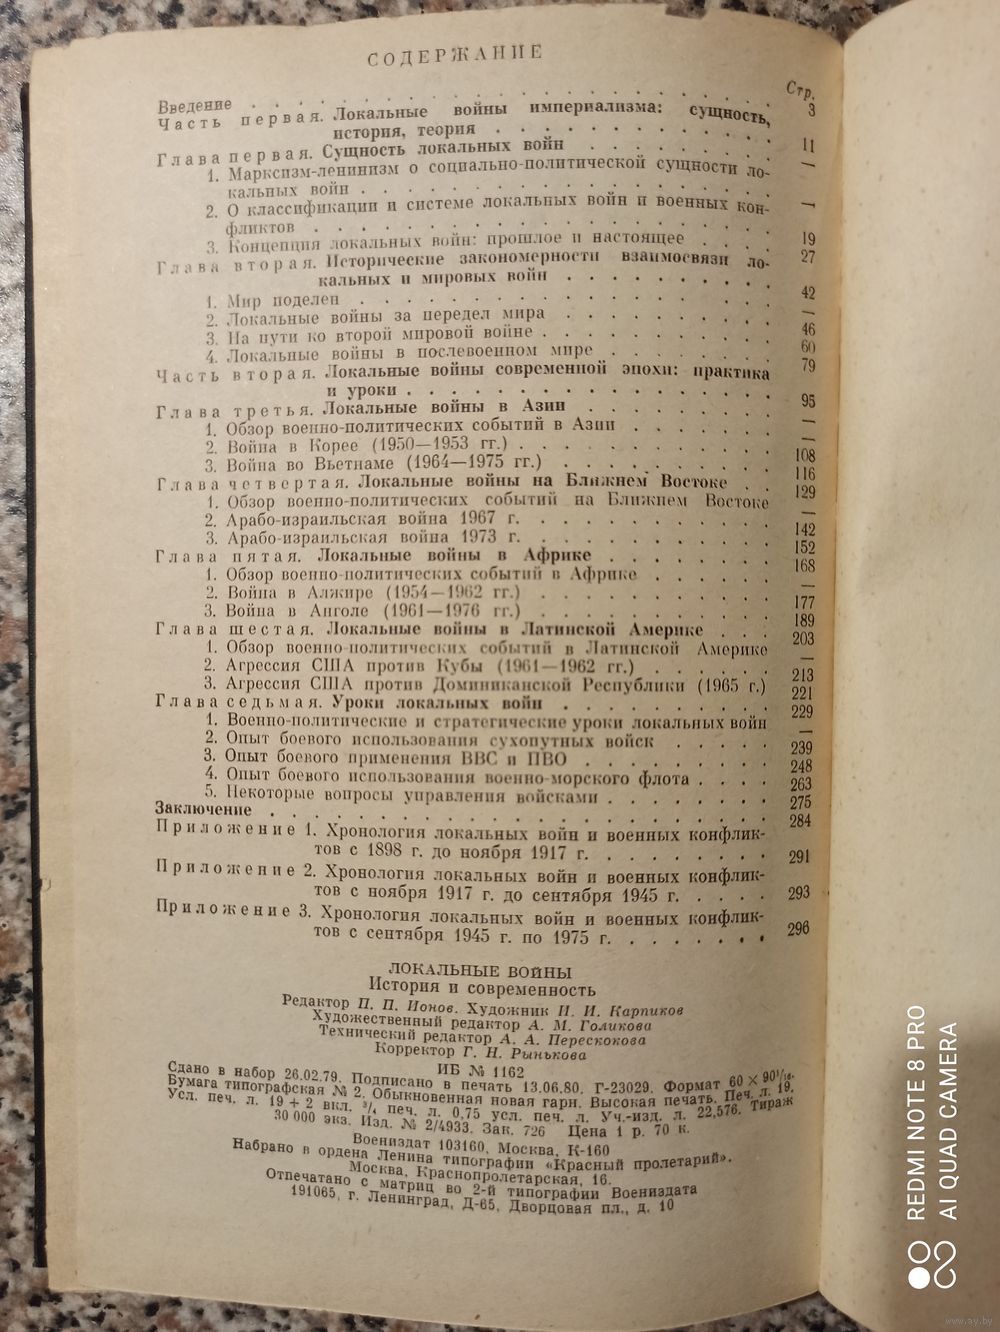 СОДЕРЖАНИЕ
Стр.
Введение . . . . . . . . . . . . . . . . . 3
Часть первая. Локальные войны империализма: сущность,
история, теория . . . . . . . . . . . . 11
Глава первая. Сущность локальных войн . . . . . . . . —
1. Марксизм-ленинизм о социально-политической сущности ло-
кальных войн . . . . . . . . . . . . . . . . —
2. О классификации и системе локальных войн и военных кон-
фликтов . . . . . . . . . . . . . . . . . 19
3. Концепция локальных войн: прошлое и настоящее . . . . 27
Глава вторая. Исторические закономерности взаимосвязи ло-
кальных и мировых войн . . . . . . . . . 42
1. Мир поделен . . . . . . . . . . . . . . . . —
2. Локальные войны за передел мира . . . . . . . . . 46
3. На пути ко второй мировой войне . . . . . . . . . . 60
4. Локальные войны в послевоенном мире . . . . . . . . 79
Часть вторая. Локальные войны современной эпохи: практика
и уроки . . . . . . . . . . . . . . . . 95
Глава третья. Локальные войны в Азии . . . . . . . . —
1. Обзор военно-политических событий в Азии . . . . . . —
2. Война в Корее (1950—1953 гг.) . . . . . . . . . . . 108
3. Война во Вьетнаме (1964—1975 гг.) . . . . . . . . . 116
Глава четвертая. Локальные войны на Ближнем Востоке . . 129
1. Обзор военно-политических событий на Ближнем Востоке —
2. Арабо-израильская война 1967 г. . . . . . . . . . . 142
3. Арабо-израильская война 1973 г. . . . . . . . . . . 152
Глава пятая. Локальные войны в Африке . . . . . . . 168
1. Обзор военно-политических событий в Африке . . . . . —
2. Война в Алжире (1954—1962 гг.) . . . . . . . . . . 177
3. Война в Анголе (1961—1976 гг.) . . . . . . . . . . 189
Глава шестая. Локальные войны в Латинской Америке . . . 203
1. Обзор военно-политических событий в Латинской Америке —
2. Агрессия США против Кубы (1961—1962 гг.) . . . . . . 213
3. Агрессия США против Доминиканской Республики (1965 г.) 221
Глава седьмая. Уроки локальных войн . . . . . . . . . 229
1. Военно-политические и стратегические уроки локальных войн —
2. Опыт боевого использования сухопутных войск . . . . . 239
3. Опыт боевого применения ВВС и ПВО . . . . . . . . 248
4. Опыт боевого использования военно-морского флота . . . . 263
5. Некоторые вопросы управления войсками . . . . . . . . 275
Заключение . . . . . . . . . . . . . . . . . . 284
Приложение 1. Хронология локальных войн и военных конфлик-
тов с 1898 г. до ноября 1917 г. . . . . . . . . 291
Приложение 2. Хронология локальных войн и военных конфлик-
тов с ноября 1917 г. до сентября 1945 г. . . . . 293
Приложение 3. Хронология локальных войн и военных конфлик-
тов с сентября 1945 г. по 1975 г. . . . . . . . 296
ЛОКАЛЬНЫЕ ВОЙНЫ
История и современность
Редактор П. П. Ионов. Художник И. И. Карпиков
Художественный редактор А. М. Голикова
Технический редактор А. А. Перескокова
Корректор Г. Н. Рынькова
ИБ № 1162
Сдано в набор 26.02.79. Подписано в печать 13.06.80. Г-23029. Формат 60×90¹/₁₆.
Бумага типографская № 2. Обыкновенная новая гарн. Высокая печать. Печ. л. 19.
Усл. печ. л. 19 + 2 вкл. ³/₄ печ. л. 0,75 усл. печ. л. Уч.-изд. л. 22,576. Тираж
30 000 экз. Изд. № 2/4933. Зак. 726 Цена 1 р. 70 к.
Воениздат 103160, Москва, К-160
Набрано в ордена Ленина типографии «Красный пролетарий».
Москва, Краснопролетарская, 16.
Отпечатано с матриц во 2-й типографии Воениздата
191065, г. Ленинград, Д-65, Дворцовая пл., д. 10
REDMI NOTE 8 PRO
AI QUAD CAMERA
www.ay.by